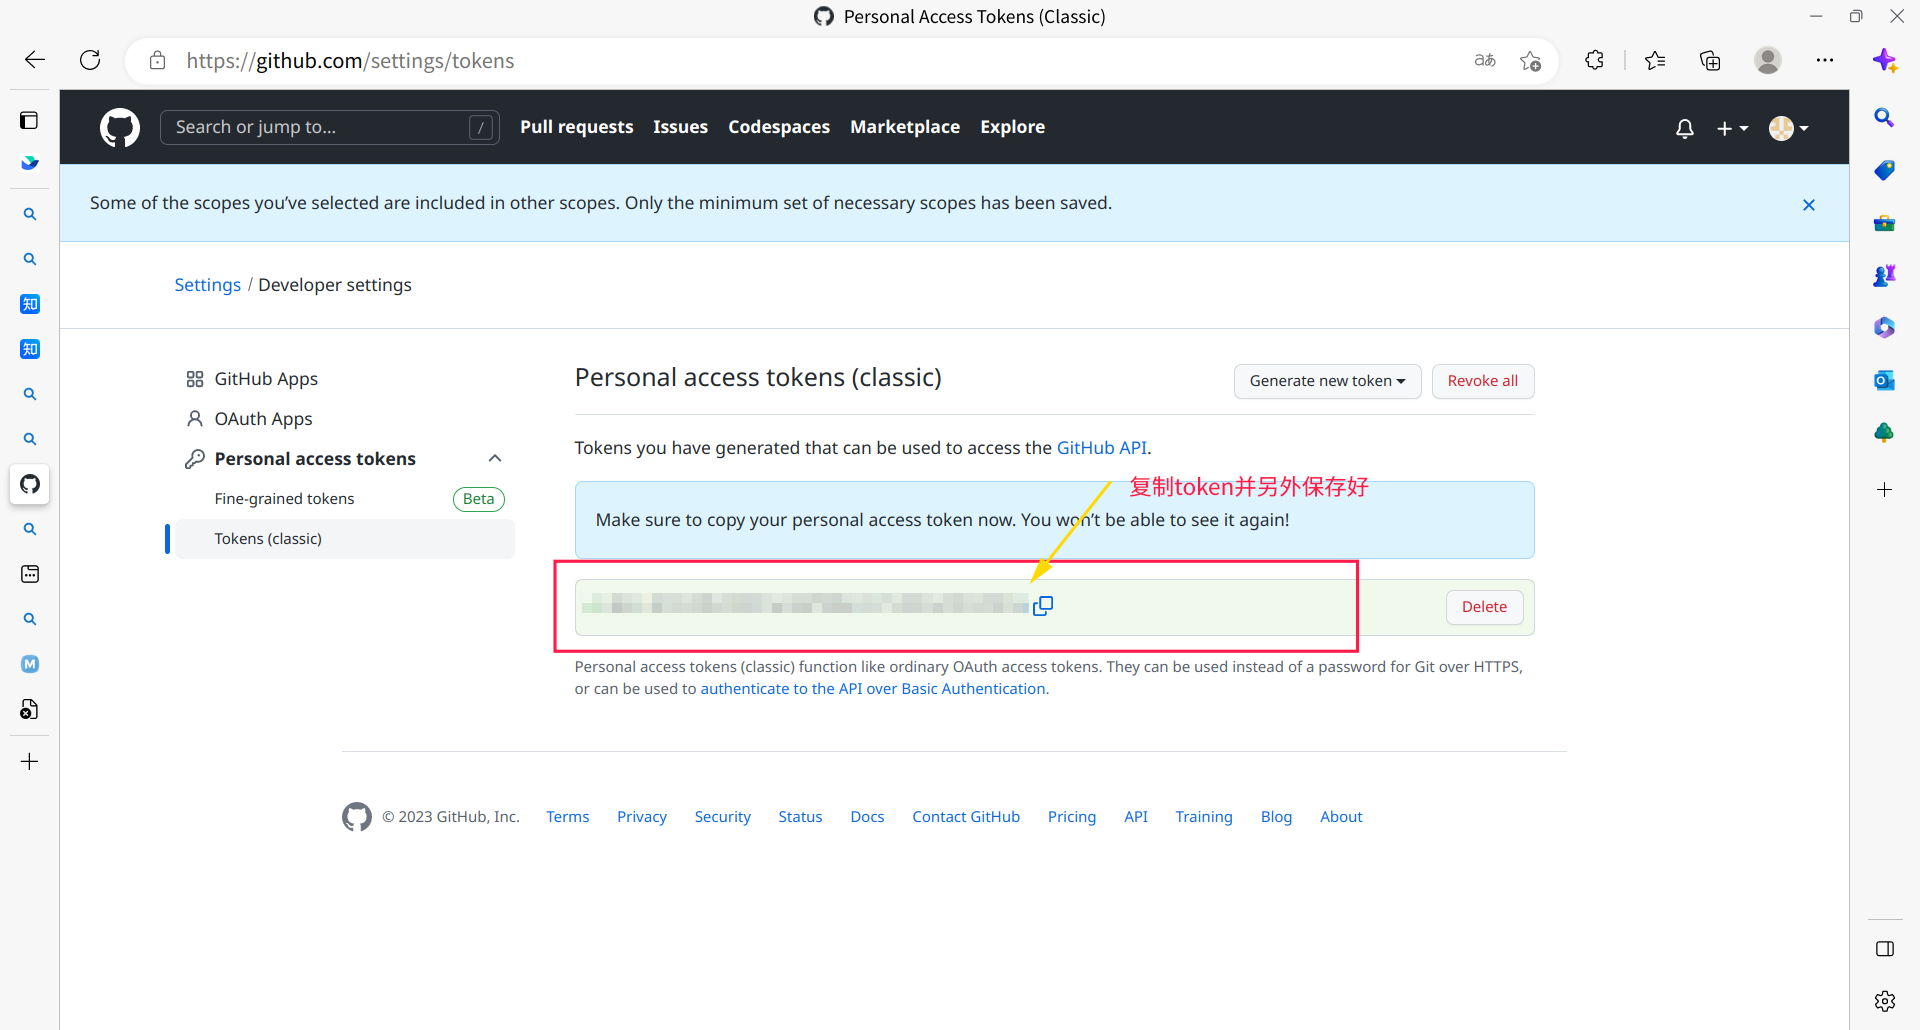 Personal Access Tokens (Classic)
https://github.com/settings/tokens
aあ
Search or jump to...
/
Pull requests
Issues
Codespaces
Marketplace
Explore
Some of the scopes you’ve selected are included in other scopes. Only the minimum set of necessary scopes has been saved.
Settings / Developer settings
知
知
GitHub Apps
OAuth Apps
Personal access tokens
Fine-grained tokens
Beta
Tokens (classic)
M
Personal access tokens (classic)
Generate new token
Revoke all
Tokens you have generated that can be used to access the GitHub API.
复制token并另外保存好
Make sure to copy your personal access token now. You won’t be able to see it again!
Delete
Personal access tokens (classic) function like ordinary OAuth access tokens. They can be used instead of a password for Git over HTTPS,
or can be used to authenticate to the API over Basic Authentication.
© 2023 GitHub, Inc.
Terms
Privacy
Security
Status
Docs
Contact GitHub
Pricing
API
Training
Blog
About